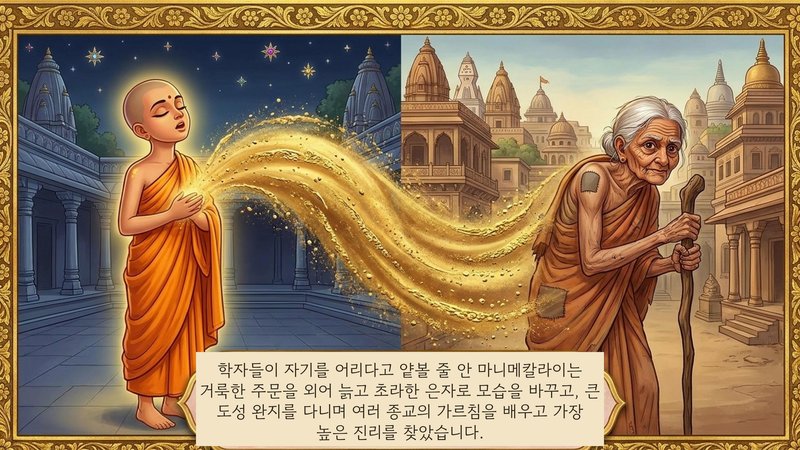 학자들이 자기를 어리다고 얕볼 줄 안 마니메칼라이는
거룩한 주문을 외어 늙고 초라한 은자로 모습을 바꾸고, 큰
도성 완지를 다니며 여러 종교의 가르침을 배우고 가장
높은 진리를 찾았습니다.